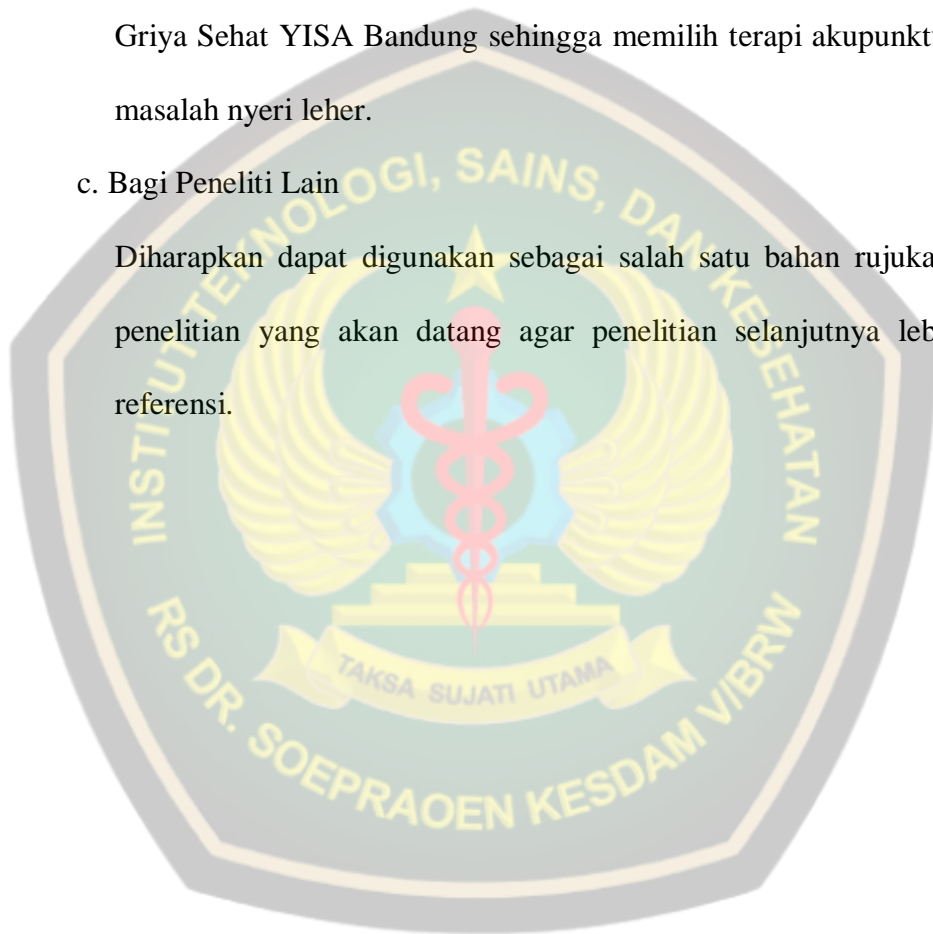 Griya Sehat YISA Bandung sehingga memilih terapi akupunkt
masalah nyeri leher.
c. Bagi Peneliti Lain
Diharapkan dapat digunakan sebagai salah satu bahan rujuka
penelitian yang akan datang agar penelitian selanjutnya leb
referensi.
INSTITUT TEKNOLOGI, SAINS, DAN KESEHATAN
TAKSA SUJATI UTAMA
RS DR. SOEPRAOEN KESDAM V/BRW